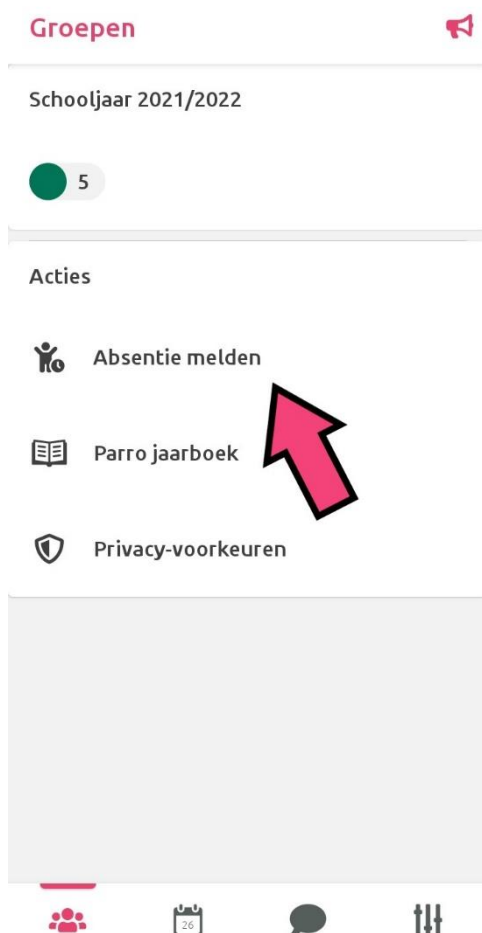 Groepen
Schooljaar 2021/2022
5
Acties
Absentie melden
Parro jaarboek
Privacy-voorkeuren
26